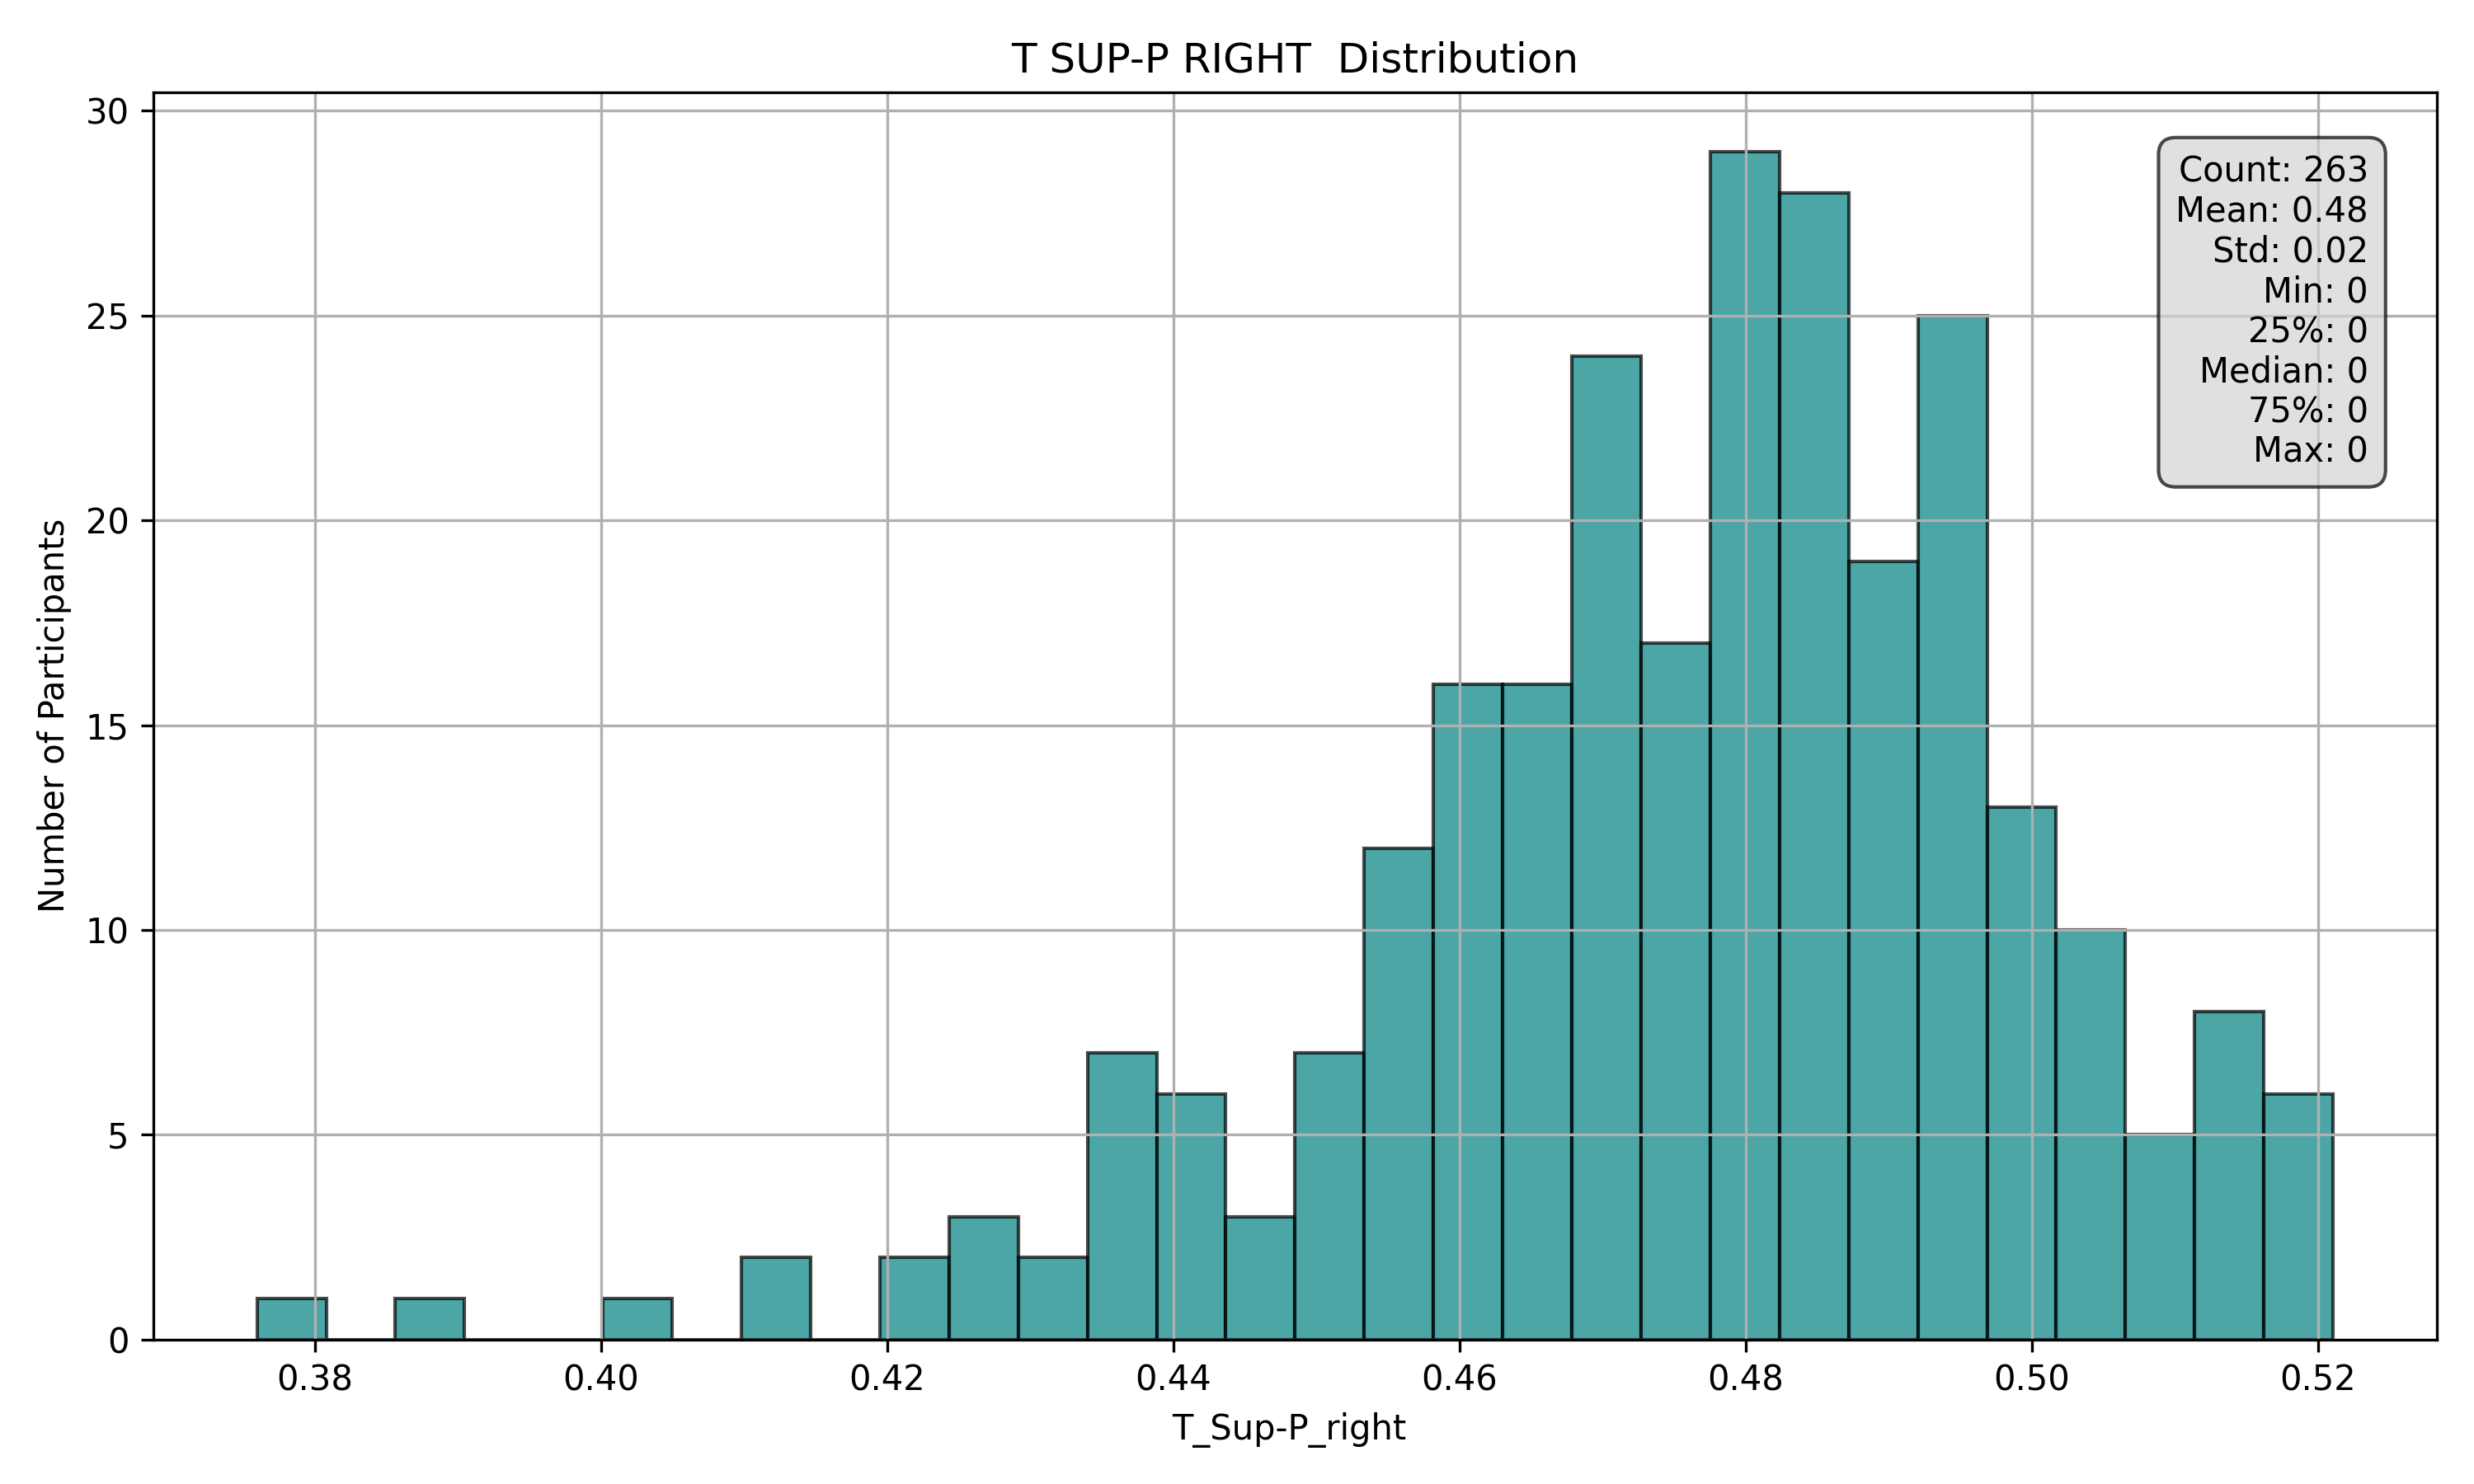 T SUP-P RIGHT  Distribution
30
25
20
15
10
5
0
Number of Participants
Count: 263
Mean: 0.48
Std: 0.02
Min: 0
25%: 0
Median: 0
75%: 0
Max: 0
0.38 0.40 0.42 0.44 0.46 0.48 0.50 0.52
T_Sup-P_right